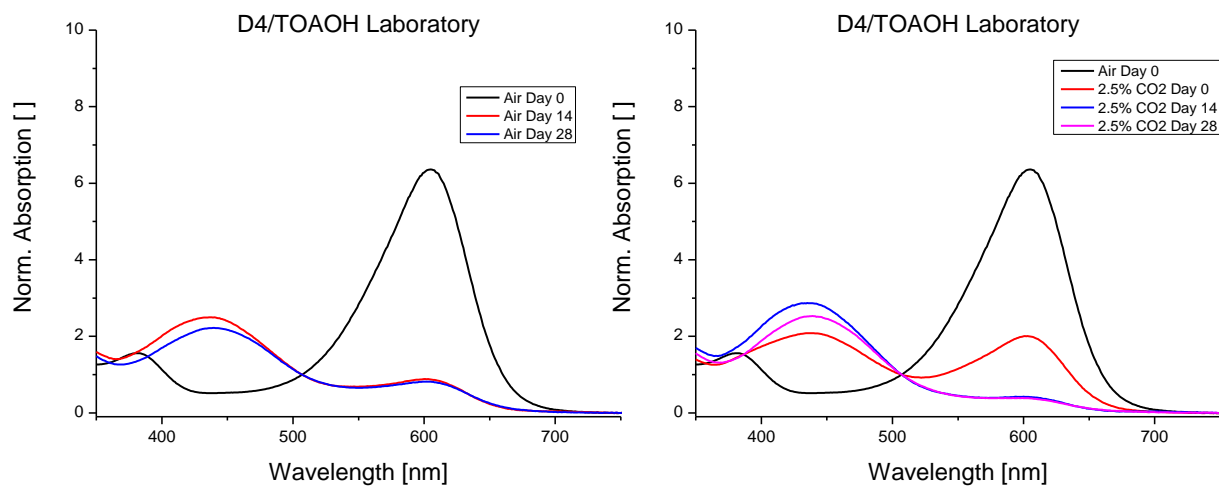 D4/TOAOH Laboratory
Norm. Absorption [ ]
10
8
6
4
2
0
Air Day 0
Air Day 14
Air Day 28
400
500
600
700
Wavelength [nm]
D4/TOAOH Laboratory
Norm. Absorption [ ]
10
8
6
4
2
0
Air Day 0
2.5% CO2 Day 0
2.5% CO2 Day 14
2.5% CO2 Day 28
400
500
600
700
Wavelength [nm]